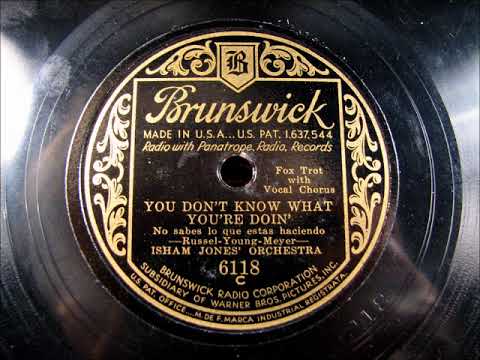 B
Brunswick
MADE IN U.S.A... U.S. PAT. 1,637,544
Radio with Panatrope, Radio, Records
Fox Trot
with
Vocal Chorus
YOU DON'T KNOW WHAT
YOU'RE DOIN'
No sabes lo que estas haciendo
—Russel-Young-Meyer—
ISHAM JONES' ORCHESTRA
6118
C
BRUNSWICK RADIO CORPORATION
SUBSIDIARY OF WARNER BROS. PICTURES, INC.
U.S. PAT. OFFICE... M. DE F. MARCA INDUSTRIAL REGISTRATA.